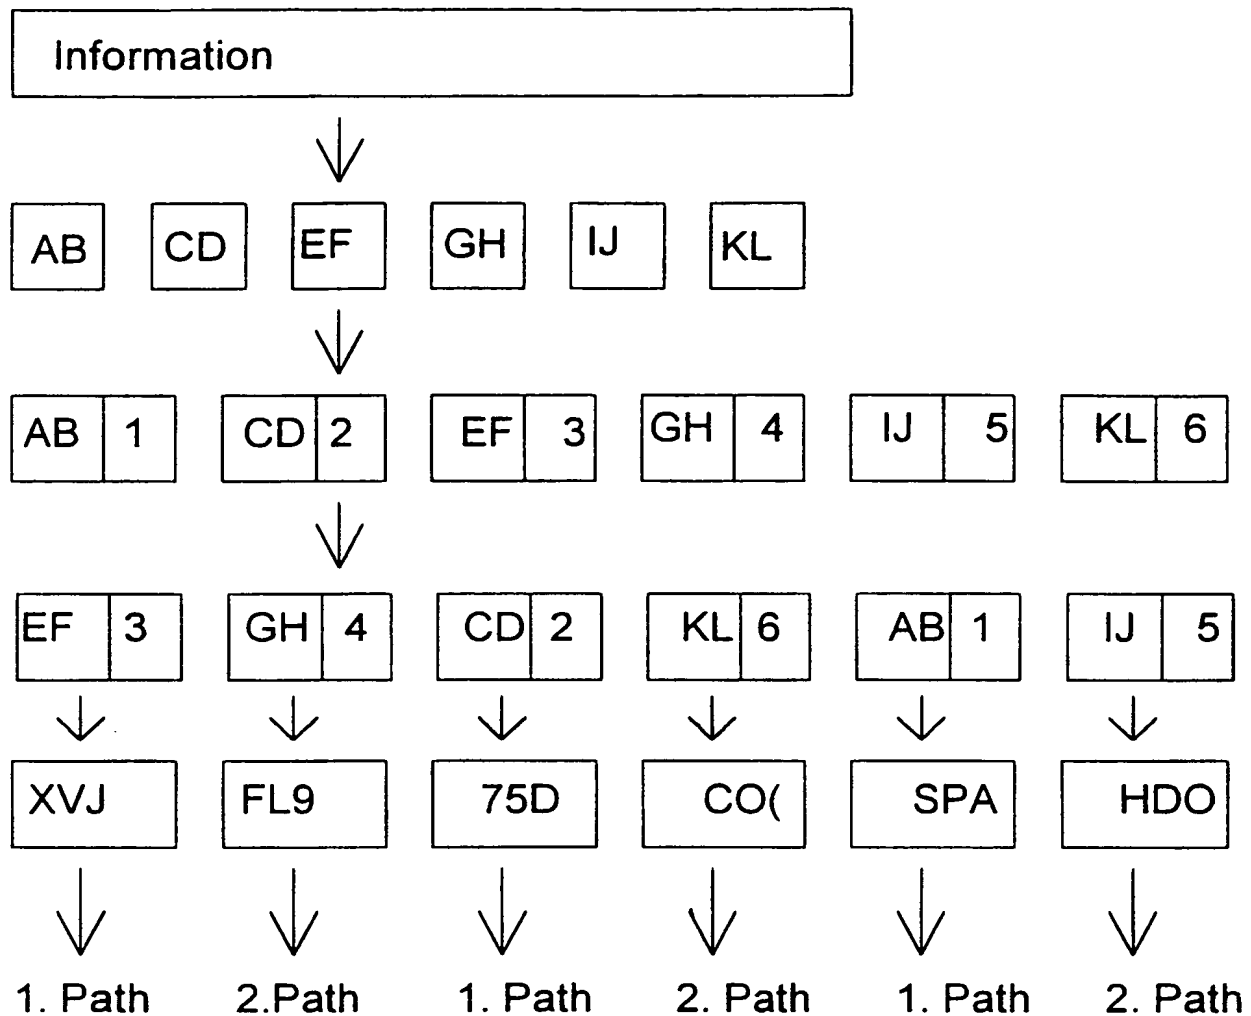 Information
AB CD EF GH IJ KL
AB 1 CD 2 EF 3 GH 4 IJ 5 KL 6
EF 3 GH 4 CD 2 KL 6 AB 1 IJ 5
XVJ FL9 75D CO( SPA HDO
1. Path 2.Path 1. Path 2. Path 1. Path 2. Path